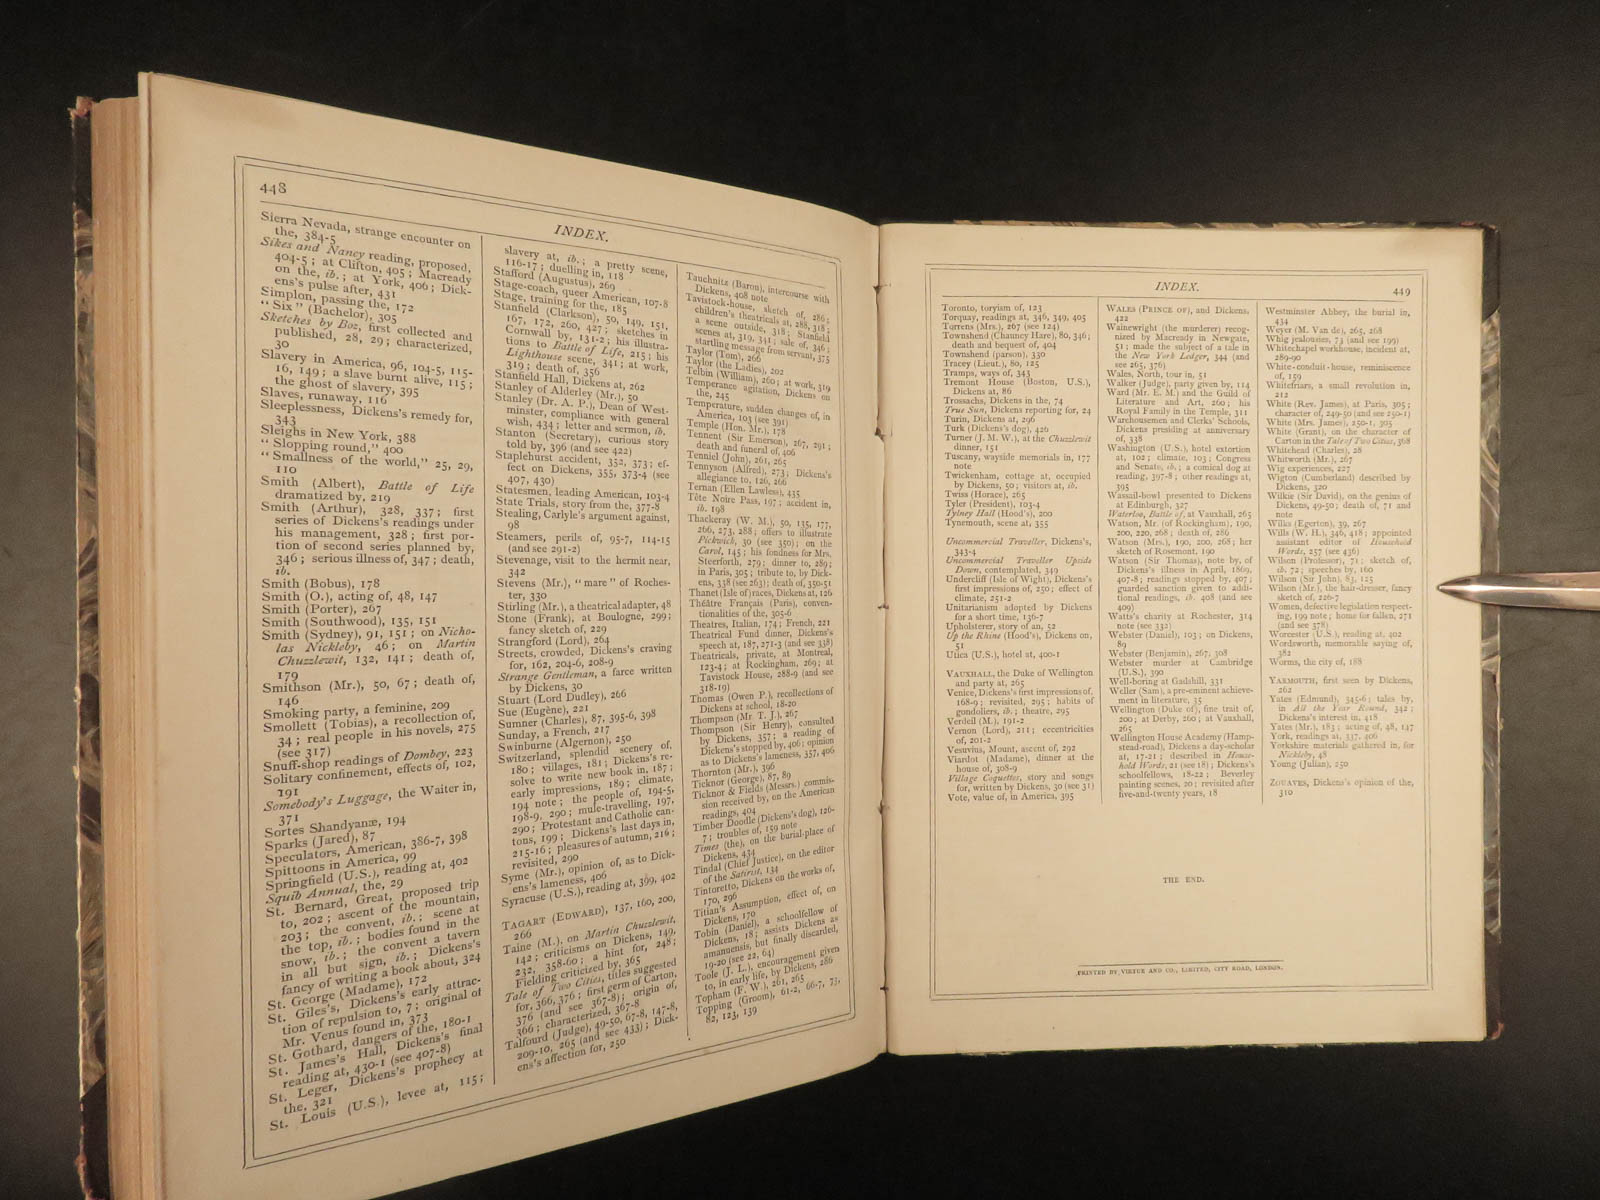 448
INDEX.
Sierra Nevada, strange encounter on
the, 384-5
Sikes and Nancy reading, proposed,
404-5 ; at Clifton, 405 ; Macready
on the, ib. ; at York, 406 ; Dick-
ens's pulse after, 431
Simplon, passing the, 172
"Six" (Bachelor), 305
Sketches by Boz, first collected and
published, 28, 29 ; characterized,
30
Slavery in America, 96, 104-5, 115-
16, 149 ; a slave burnt alive, 115 ;
the ghost of slavery, 395
Slaves, runaway, 116
Sleeplessness, Dickens's remedy for,
343
Sleighs in New York, 388
"Slopping round," 400
"Smallness of the world," 25, 29,
110
Smith (Albert), Battle of Life
dramatized by, 219
Smith (Arthur), 328, 337 ; first
series of Dickens's readings under
his management, 328 ; first por-
tion of second series planned by,
346 ; serious illness of, 347 ; death,
ib.
Smith (Bobus), 178
Smith (O.), acting of, 48, 147
Smith (Porter), 267
Smith (Southwood), 135, 151
Smith (Sydney), 91, 151 ; on Nicho-
las Nickleby, 46 ; on Martin
Chuzzlewit, 132, 141 ; death of,
179
Smithson (Mr.), 50, 67 ; death of,
146
Smoking party, a feminine, 209
Smollett (Tobias), a recollection of,
34 ; real people in his novels, 275
(see 317)
Snuff-shop readings of Dombey, 223
Solitary confinement, effects of, 102,
191
Somebody's Luggage, the Waiter in,
371
Sortes Shandyanæ, 194
Sparks (Jared), 87
Speculators, American, 386-7, 398
Spittoons in America, 99
Springfield (U.S.), reading at, 402
Squib Annual, the, 29
St. Bernard, Great, proposed trip
to, 202 ; ascent of the mountain,
203 ; the convent, ib. ; scene at
the top, ib. ; bodies found in the
snow, ib. ; the convent a tavern
in all but sign, ib. ; Dickens's
fancy of writing a book about, 324
St. George (Madame), 172
St. Giles's, Dickens's early attrac-
tion of repulsion to, 7 ; original of
Mr. Venus found in, 373
St. Gothard, dangers of the, 180-1
St. James's Hall, Dickens's final
reading at, 430-1 (see 407-8)
St. Leger, Dickens's prophecy at
the, 321
St. Louis (U.S.), levee at, 115 ;
slavery at, ib. ; a pretty scene,
116-17 ; duelling in, 118
Stafford (Augustus), 269
Stage-coach, queer American, 107-8
Stage, training for the, 185
Stanfield (Clarkson), 50, 149, 151,
167, 172, 260, 427 ; sketches in
Cornwall by, 131-2 ; his illustra-
tions to Battle of Life, 215 ; his
Lighthouse scene, 341 ; at work,
319 ; death of, 356
Stanfield Hall, Dickens at, 262
Stanley of Alderley (Mr.), 50
Stanley (Dr. A. P.), Dean of West-
minster, compliance with general
wish, 434 ; letter and sermon, ib.
Stanton (Secretary), curious story
told by, 396 (and see 422)
Staplehurst accident, 352, 373 ; ef-
fect on Dickens, 355, 373-4 (see
407, 430)
Statesmen, leading American, 103-4
State Trials, story from the, 377-8
Stealing, Carlyle's argument against,
98
Steamers, perils of, 95-7, 114-15
(and see 291-2)
Stevenage, visit to the hermit near,
342
Stevens (Mr.), "mare" of Roches-
ter, 330
Stirling (Mr.), a theatrical adapter, 48
Stone (Frank), at Boulogne, 299 ;
fancy sketch of, 229
Strangford (Lord), 264
Streets, crowded, Dickens's craving
for, 162, 204-6, 208-9
Strange Gentleman, a farce written
by Dickens, 30
Stuart (Lord Dudley), 266
Sue (Eugène), 221
Sumner (Charles), 87, 395-6, 398
Sunday, a French, 217
Swinburne (Algernon), 250
Switzerland, splendid scenery of,
180 ; villages, 181 ; Dickens's re-
solve to write new book in, 187 ;
early impressions, 189 ; climate,
194 note ; the people of, 194-5,
198-9, 290 ; mule-travelling, 197,
290 ; Protestant and Catholic can-
tons, 199 ; Dickens's last days in,
215-16 ; pleasures of autumn, 216 ;
revisited, 290
Syme (Mr.), opinion of, as to Dick-
ens's lameness, 406
Syracuse (U.S.), reading at, 399, 402
TAGART (EDWARD), 137, 160, 200,
266
Taine (M.), on Martin Chuzzlewit,
142 ; criticisms on Dickens, 149,
232, 358-60 ; a hint for, 248 ;
Fielding criticized by, 365
Tale of Two Cities, titles suggested
for, 366, 376 ; first germ of Carton,
376 (and see 367-8) ; origin of,
366 ; characterized, 367-8
Talfourd (Judge), 49-50, 67-8, 147-8,
209-10, 265 (and see 433) ; Dick-
ens's affection for, 250
Tauchnitz (Baron), intercourse with
Dickens, 408 note
Tavistock-house, sketch of, 286 ;
children's theatricals at, 288, 318 ;
a scene outside, 318 ; Stanfield
scenes at, 319, 341 ; sale of, 346 ;
startling message from servant, 375
Taylor (Tom), 266
Taylor (the Ladies), 202
Telbin (William), 260 ; at work, 319
Temperance agitation, Dickens on
the, 245
Temperature, sudden changes of, in
America, 103 (see 391)
Temple (Hon. Mr.), 178
Tennent (Sir Emerson), 267, 291 ;
death and funeral of, 406
Tenniel (John), 261, 265
Tennyson (Alfred), 273 ; Dickens's
allegiance to, 126, 266
Ternan (Ellen Lawless), 435
Tête Noire Pass, 197 ; accident in,
ib. 198
Thackeray (W. M.), 50, 135, 177,
266, 273, 288 ; offers to illustrate
Pickwick, 30 (see 350) ; on the
Carol, 145 ; his fondness for Mrs.
Steerforth, 279 ; dinner to, 289 ;
in Paris, 305 ; tribute to, by Dick-
ens, 338 (see 263) ; death of, 350-51
Thanet (Isle of) races, Dickens at, 126
Théâtre Français (Paris), conven-
tionalities of the, 305-6
Theatres, Italian, 174 ; French, 221
Theatrical Fund dinner, Dickens's
speech at, 187, 271-3 (and see 338)
Theatricals, private, at Montreal,
123-4 ; at Rockingham, 269 ; at
Tavistock House, 288-9 (and see
318-19)
Thomas (Owen P.), recollections of
Dickens at school, 18-20
Thompson (Mr. T. J.), 267
Thompson (Sir Henry), consulted
by Dickens, 357 ; a reading of
Dickens's stopped by, 406 ; opinion
as to Dickens's lameness, 357, 406
Thornton (Mr.), 396
Ticknor (George), 87, 89
Ticknor & Fields (Messrs.) commis-
sion received by, on the American
readings, 404
Timber Doodle (Dickens's dog), 126-
7 ; troubles of, 159 note
Times (the), on the burial-place of
Dickens, 434
Tindal (Chief Justice), on the editor
of the Satirist, 134
Tintoretto, Dickens on the works of,
170, 296
Titian's Assumption, effect of, on
Dickens, 170
Tobin (Daniel), a schoolfellow of
Dickens, 18 ; assists Dickens as
amanuensis, but finally discarded,
19-20 (see 22, 64)
Toole (J. L.), encouragement given
to, in early life, by Dickens, 286
Topham (F. W.), 261, 265
Topping (Groom), 61-2, 66-7, 73,
82, 123, 139
INDEX.
449
Toronto, toryism of, 123
Torquay, readings at, 346, 349, 405
Torrens (Mrs.), 267 (see 124)
Townshend (Chauncy Hare), 80, 346 ;
death and bequest of, 404
Townshend (parson), 330
Tracey (Lieut.), 80, 125
Tramps, ways of, 343
Tremont House (Boston, U.S.),
Dickens at, 86
Trossachs, Dickens in the, 74
True Sun, Dickens reporting for, 24
Turin, Dickens at, 296
Turk (Dickens's dog), 426
Turner (J. M. W.), at the Chuzzlewit
dinner, 151
Tuscany, wayside memorials in, 177
note
Twickenham, cottage at, occupied
by Dickens, 50 ; visitors at, ib.
Twiss (Horace), 265
Tyler (President), 103-4
Tylney Hall (Hood's), 200
Tynemouth, scene at, 355
Uncommercial Traveller, Dickens's,
343-4
Uncommercial Traveller Upside
Down, contemplated, 349
Undercliff (Isle of Wight), Dickens's
first impressions of, 250 ; effect of
climate, 251-2
Unitarianism adopted by Dickens
for a short time, 136-7
Upholsterer, story of an, 52
Up the Rhine (Hood's), Dickens on,
51
Utica (U.S.), hotel at, 400-1
VAUXHALL, the Duke of Wellington
and party at, 265
Venice, Dickens's first impressions of,
168-9 ; revisited, 295 ; habits of
gondoliers, ib. ; theatre, 295
Verdeil (M.), 191-2
Vernon (Lord), 211 ; eccentricities
of, 201-2
Vesuvius, Mount, ascent of, 292
Viardot (Madame), dinner at the
house of, 308-9
Village Coquettes, story and songs
for, written by Dickens, 30 (see 31)
Vote, value of, in America, 395
WALES (PRINCE OF), and Dickens,
422
Wainewright (the murderer) recog-
nized by Macready in Newgate,
51 ; made the subject of a tale in
the New York Ledger, 344 (and
see 265, 376)
Wales, North, tour in, 51
Walker (Judge), party given by, 114
Ward (Mr. E. M.) and the Guild of
Literature and Art, 260 ; his
Royal Family in the Temple, 311
Warehousemen and Clerks' Schools,
Dickens presiding at anniversary
of, 338
Washington (U.S.), hotel extortion
at, 102 ; climate, 103 ; Congress
and Senate, ib. ; a comical dog at
reading, 397-8 ; other readings at,
395
Wassail-bowl presented to Dickens
at Edinburgh, 327
Waterloo, Battle of, at Vauxhall, 265
Watson, Mr. (of Rockingham), 190,
200, 220, 268 ; death of, 286
Watson (Mrs.), 190, 200, 268 ; her
sketch of Rosemont, 190
Watson (Sir Thomas), note by, of
Dickens's illness in April, 1869,
407-8 ; readings stopped by, 407 ;
guarded sanction given to addi-
tional readings, ib. 408 (and see
409)
Watts's charity at Rochester, 314
note (see 332)
Webster (Daniel), 103 ; on Dickens,
89
Webster (Benjamin), 267, 308
Webster murder at Cambridge
(U.S.), 390
Well-boring at Gadshill, 331
Weller (Sam), a pre-eminent achieve-
ment in literature, 35
Wellington (Duke of), fine trait of,
200 ; at Derby, 260 ; at Vauxhall,
265
Wellington House Academy (Hamp-
stead-road), Dickens a day-scholar
at, 17-21 ; described in House-
hold Words, 21 (see 18) ; Dickens's
schoolfellows, 18-22 ; Beverley
painting scenes, 20 ; revisited after
five-and-twenty years, 18
Westminster Abbey, the burial in,
434
Weyer (M. Van de), 265, 268
Whig jealousies, 73 (and see 199)
Whitechapel workhouse, incident at,
289-90
White-conduit-house, reminiscence
of, 159
Whitefriars, a small revolution in,
212
White (Rev. James), at Paris, 305 ;
character of, 249-50 (and see 250-1)
White (Mrs. James), 250-1, 305
White (Grant), on the character of
Carton in the Tale of Two Cities, 368
Whitehead (Charles), 28
Whitworth (Mr.), 267
Wig experiences, 227
Wigton (Cumberland) described by
Dickens, 320
Wilkie (Sir David), on the genius of
Dickens, 49-50 ; death of, 71 and
note
Wilks (Egerton), 39, 267
Wills (W. H.), 346, 418 ; appointed
assistant editor of Household
Words, 257 (see 436)
Wilson (Professor), 71 ; sketch of,
ib. 72 ; speeches by, 160
Wilson (Sir John), 83, 125
Wilson (Mr.), the hair-dresser, fancy
sketch of, 226-7
Women, defective legislation respect-
ing, 199 note ; home for fallen, 271
(and see 378)
Worcester (U.S.), reading at, 402
Wordsworth, memorable saying of,
382
Worms, the city of, 188
YARMOUTH, first seen by Dickens,
262
Yates (Edmund), 345-6 ; tales by,
in All the Year Round, 342 ;
Dickens's interest in, 418
Yates (Mr.), 183 ; acting of, 48, 147
York, readings at, 337, 406
Yorkshire materials gathered in, for
Nickleby, 48
Young (Julian), 250
ZOUAVES, Dickens's opinion of the,
310
THE END.
PRINTED BY VIRTUE AND CO., LIMITED, CITY ROAD, LONDON.